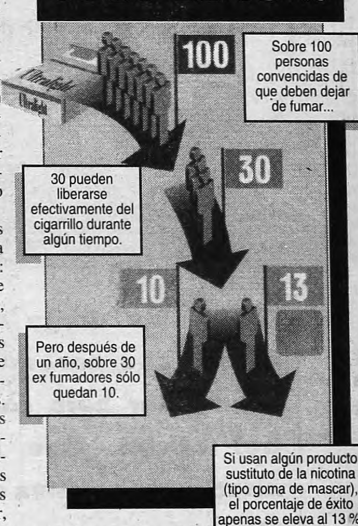 100
Sobre 100
personas
convencidas de
que deben dejar
de fumar...
30 pueden
liberarse
efectivamente del
cigarrillo durante
algún tiempo.
30
10
13
Pero después de
un año, sobre 30
ex fumadores sólo
quedan 10.
Si usan algún producto
sustituto de la nicotina
(tipo goma de mascar),
el porcentaje de éxito
apenas se eleva al 13 %